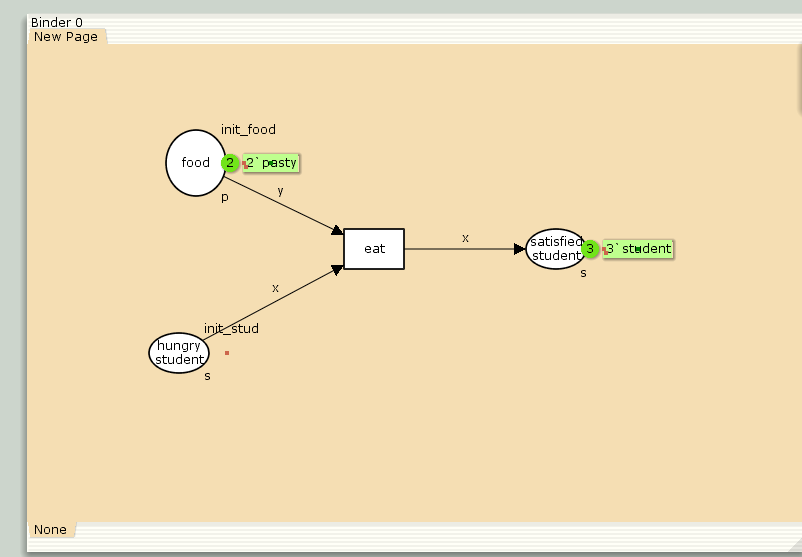 Binder 0
New Page
init_food
food
2
2`pasty
p
y
eat
x
satisfied
student
3
3`student
s
x
init_stud
hungry
student
s
None